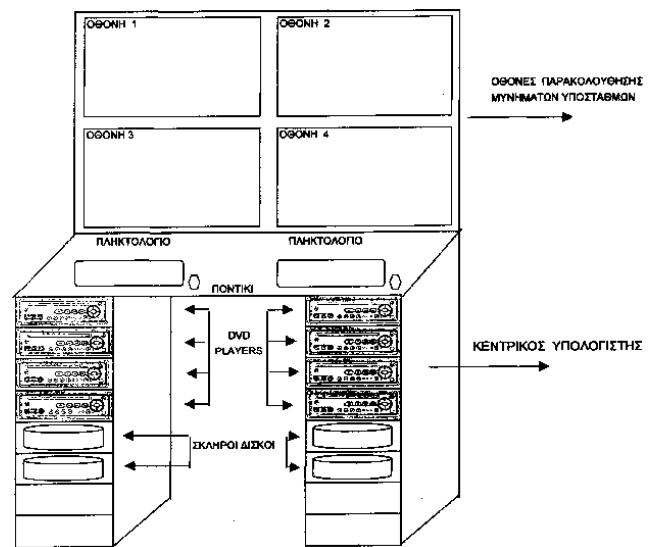 ΟΘΟΝΗ 1
ΟΘΟΝΗ 2
ΟΘΟΝΕΣ ΠΑΡΑΚΟΛΟΥΘΗΣΗΣ
ΜΥΝΗΜΑΤΩΝ ΥΠΟΣΤΑΘΜΩΝ
ΟΘΟΝΗ 3
ΟΘΟΝΗ 4
ΠΛΗΚΤΟΛΟΓΙΟ
ΠΛΗΚΤΟΛΟΓΙΟ
ΠΟΝΤΙΚΙ
DVD
PLAYERS
ΚΕΝΤΡΙΚΟΣ ΥΠΟΛΟΓΙΣΤΗΣ
ΣΚΛΗΡΟΙ ΔΙΣΚΟΙ